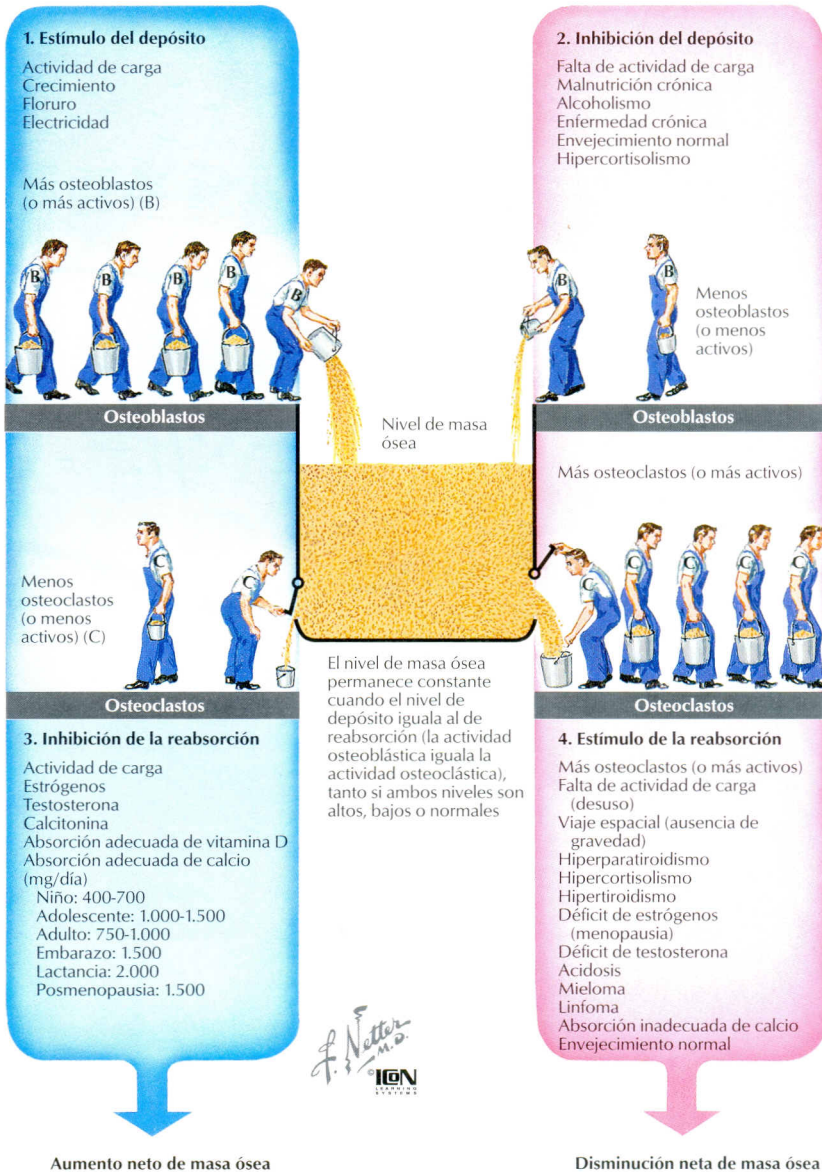 1. Estímulo del depósito
Actividad de carga
Crecimiento
Floruro
Electricidad
Más osteoblastos
(o más activos) (B)
B
B
B
B
B
Osteoblastos
2. Inhibición del depósito
Falta de actividad de carga
Malnutrición crónica
Alcoholismo
Enfermedad crónica
Envejecimiento normal
Hipercortisolismo
B
B
Menos
osteoblastos
(o menos
activos)
Osteoblastos
Nivel de masa
ósea
Menos
osteoclastos
(o menos
activos) (C)
C
C
Osteoclastos
Más osteoclastos (o más activos)
C
C
C
C
C
Osteoclastos
El nivel de masa ósea
permanece constante
cuando el nivel de
depósito iguala al de
reabsorción (la actividad
osteoblástica iguala la
actividad osteoclástica),
tanto si ambos niveles son
altos, bajos o normales
3. Inhibición de la reabsorción
Actividad de carga
Estrógenos
Testosterona
Calcitonina
Absorción adecuada de vitamina D
Absorción adecuada de calcio
(mg/día)
Niño: 400-700
Adolescente: 1.000-1.500
Adulto: 750-1.000
Embarazo: 1.500
Lactancia: 2.000
Posmenopausia: 1.500
4. Estímulo de la reabsorción
Más osteoclastos (o más activos)
Falta de actividad de carga
(desuso)
Viaje espacial (ausencia de
gravedad)
Hiperparatiroidismo
Hipercortisolismo
Hipertiroidismo
Déficit de estrógenos
(menopausia)
Déficit de testosterona
Acidosis
Mieloma
Linfoma
Absorción inadecuada de calcio
Envejecimiento normal
F. Netter
M.D.
© ICON
LEARNING
SYSTEMS
Aumento neto de masa ósea
Disminución neta de masa ósea